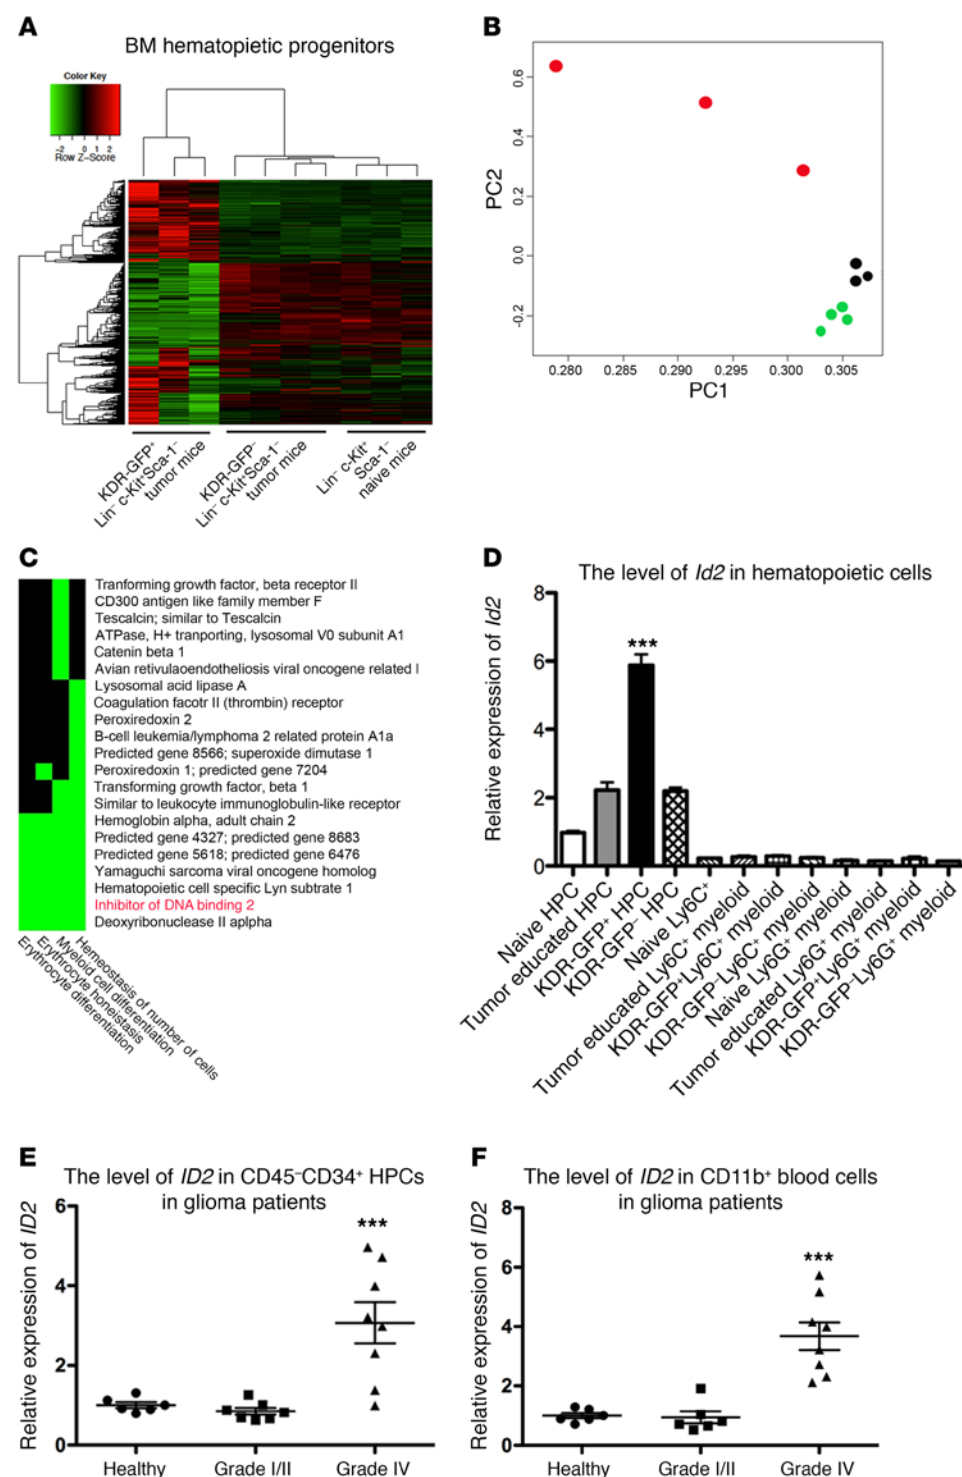 A
BM hematopietic progenitors
Color Key
-2 0 1 2
Row Z-Score
KDR-GFP⁺
Lin⁻ c-Kit⁺Sca-1⁻
tumor mice
KDR-GFP⁻
Lin⁻ c-Kit⁺Sca-1⁻
tumor mice
Lin⁻ c-Kit⁺
Sca-1⁻
naive mice
B
PC2
0.6
0.4
0.2
0.0
-0.2
0.280 0.285 0.290 0.295 0.300 0.305
PC1
C
Tranforming growth factor, beta receptor II
CD300 antigen like family member F
Tescalcin; similar to Tescalcin
ATPase, H+ tranporting, lysosomal V0 subunit A1
Catenin beta 1
Avian retivulaoendotheliosis viral oncogene related
Lysosomal acid lipase A
Coagulation facotr II (thrombin) receptor
Peroxiredoxin 2
B-cell leukemia/lymphoma 2 related protein A1a
Predicted gene 8566; superoxide dimutase 1
Peroxiredoxin 1; predicted gene 7204
Transforming growth factor, beta 1
Similar to leukocyte immunoglobulin-like receptor
Hemoglobin alpha, adult chain 2
Predicted gene 4327; predicted gene 8683
Predicted gene 5618; predicted gene 6476
Yamaguchi sarcoma viral oncogene homolog
Hematopoietic cell specific Lyn subtrate 1
Inhibitor of DNA binding 2
Deoxyribonuclease II aplpha
Hemeostasis of number of cells
Myeloid cell differentiation
Erythrocyte honeistasis
Erythrocyte differentiation
D
The level of Id2 in hematopoietic cells
Relative expression of Id2
8
6
4
2
0
***
Naive HPC
Tumor educated HPC
KDR-GFP⁺ HPC
KDR-GFP⁻ HPC
Naive Ly6C⁺
Tumor educated Ly6C⁺ myeloid
KDR-GFP⁺Ly6C⁺ myeloid
KDR-GFP⁻Ly6C⁺ myeloid
Naive Ly6G⁺ myeloid
Tumor educated Ly6G⁺ myeloid
KDR-GFP⁺Ly6G⁺ myeloid
KDR-GFP⁻Ly6G⁺ myeloid
E
The level of ID2 in CD45⁻CD34⁺ HPCs
in glioma patients
Relative expression of ID2
6
4
2
0
***
Healthy Grade I/II Grade IV
F
The level of ID2 in CD11b⁺ blood cells
in glioma patients
Relative expression of ID2
8
6
4
2
0
***
Healthy Grade I/II Grade IV